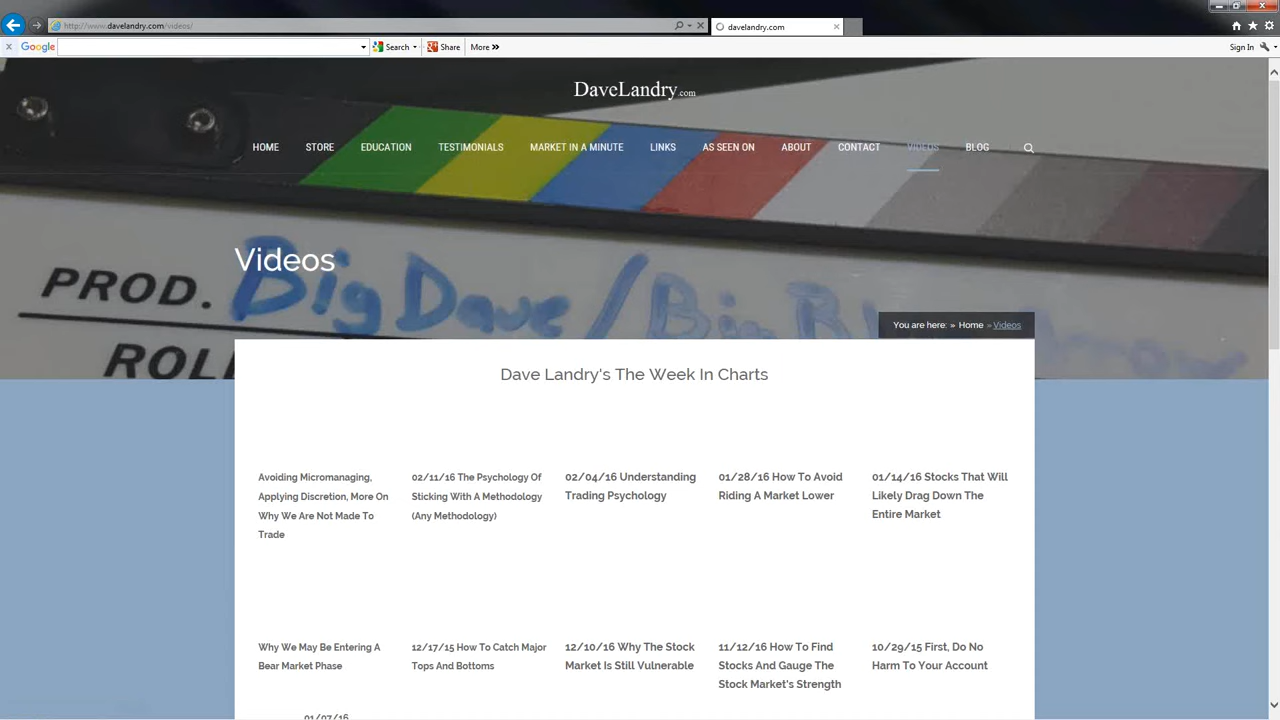 http://www.davelandry.com/videos/
davelandry.com
Google
Search
Share
More
Sign In
DaveLandry.com
HOME STORE EDUCATION TESTIMONIALS MARKET IN A MINUTE LINKS AS SEEN ON ABOUT CONTACT VIDEOS BLOG
Videos
PROD. Big Dave/
ROLL
You are here: » Home » Videos
Dave Landry's The Week In Charts
Avoiding Micromanaging,
Applying Discretion, More On
Why We Are Not Made To
Trade
02/11/16 The Psychology Of
Sticking With A Methodology
(Any Methodology)
02/04/16 Understanding
Trading Psychology
01/28/16 How To Avoid
Riding A Market Lower
01/14/16 Stocks That Will
Likely Drag Down The
Entire Market
Why We May Be Entering A
Bear Market Phase
12/17/15 How To Catch Major
Tops And Bottoms
12/10/16 Why The Stock
Market Is Still Vulnerable
11/12/16 How To Find
Stocks And Gauge The
Stock Market's Strength
10/29/15 First, Do No
Harm To Your Account
01/07/16